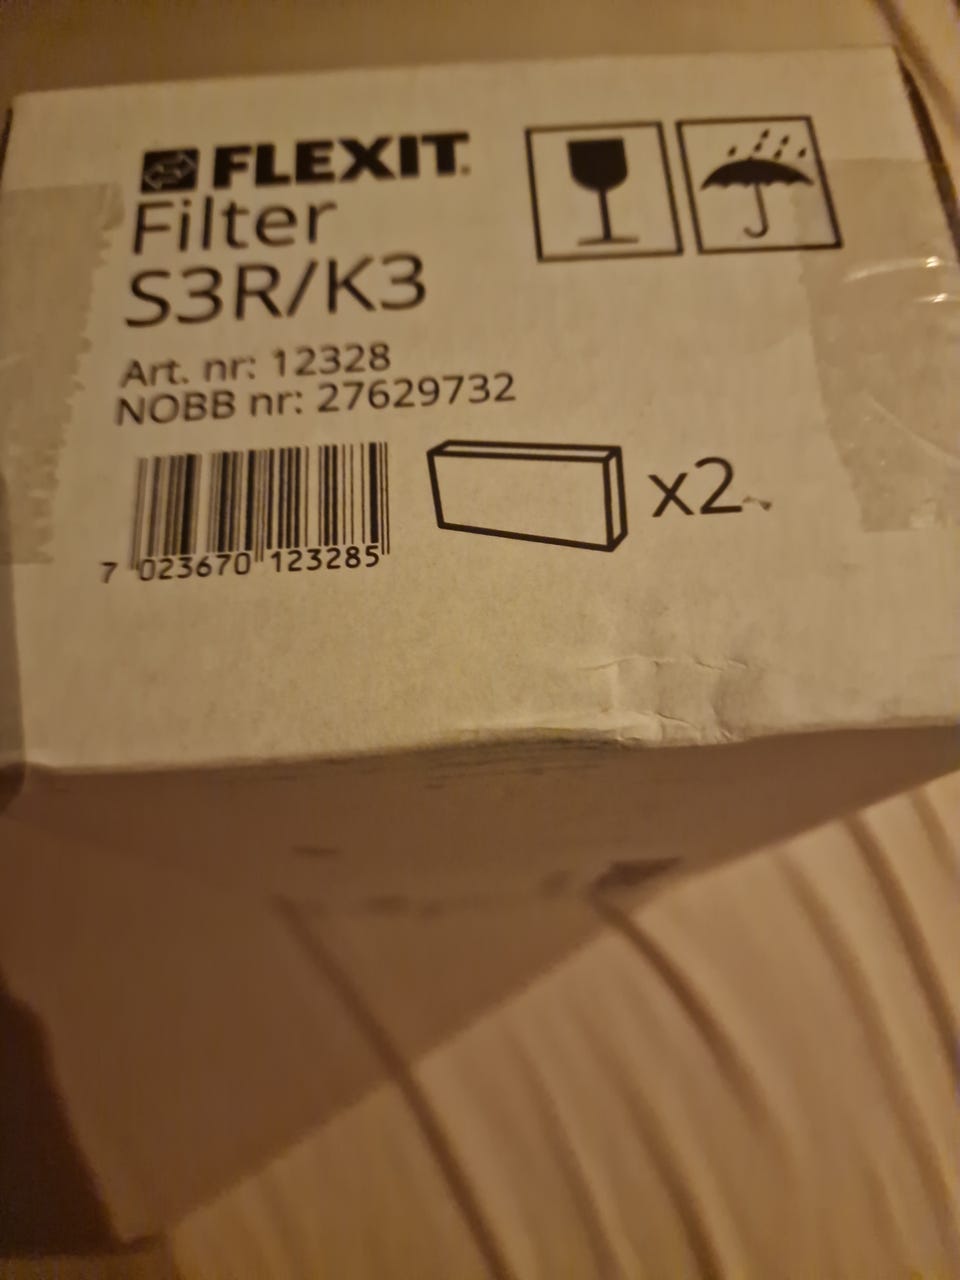 FLEXIT.
Filter
S3R/K3
Art. nr: 12328
NOBB nr: 27629732
x2
7 023670 123285